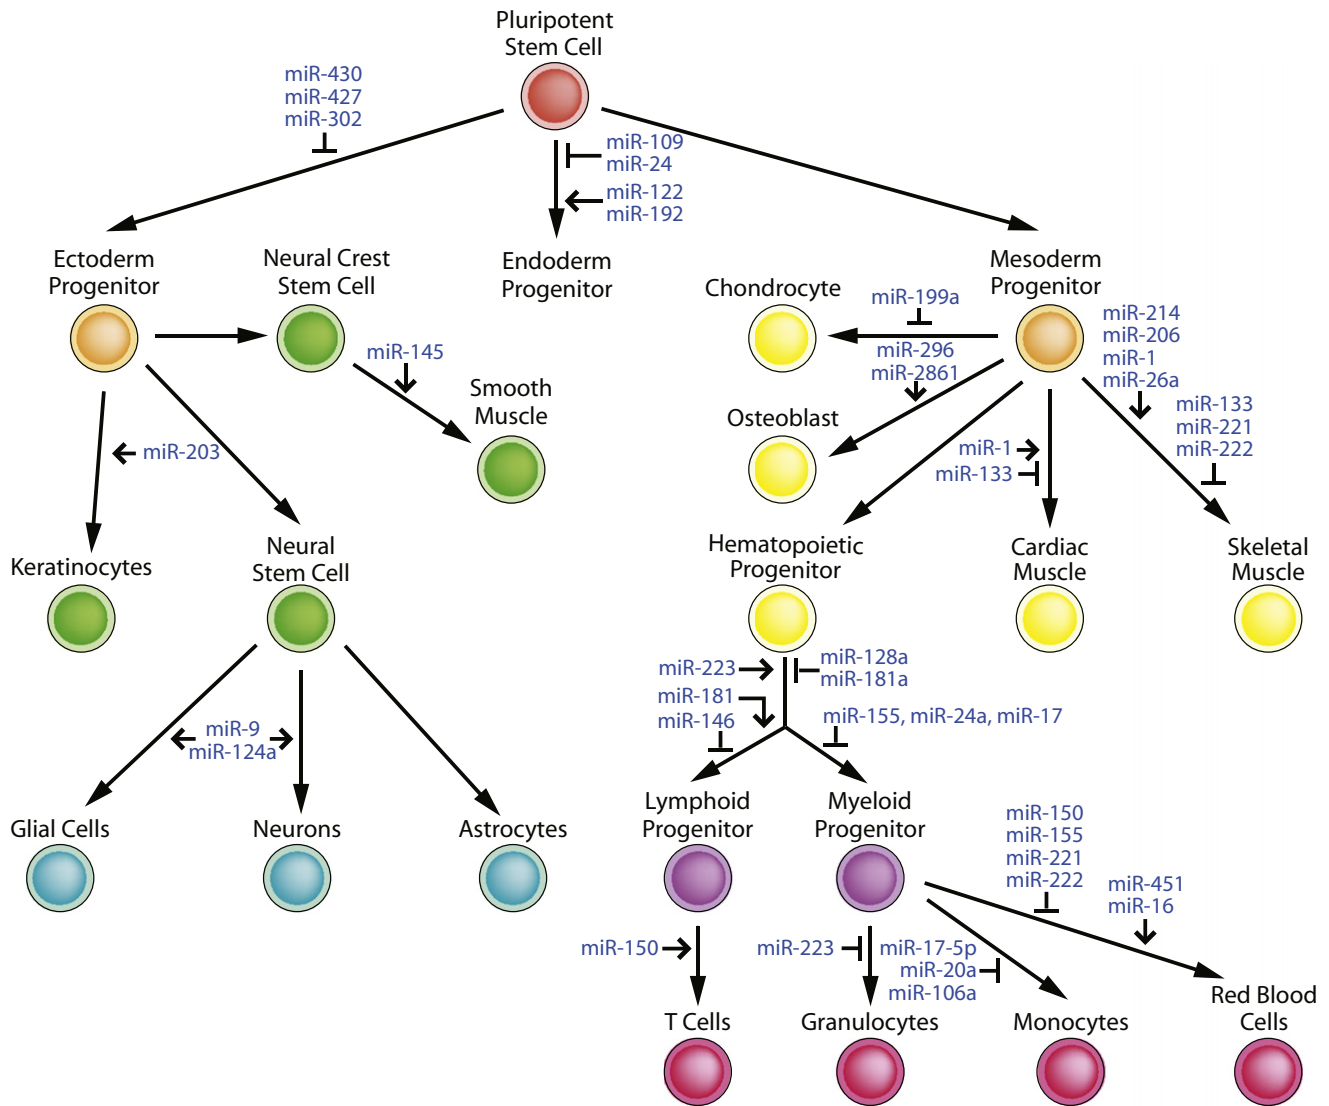 Pluripotent
Stem Cell
miR-430
miR-427
miR-302
miR-109
miR-24
miR-122
miR-192
Ectoderm
Progenitor
Neural Crest
Stem Cell
Endoderm
Progenitor
Mesoderm
Progenitor
Chondrocyte
miR-199a
miR-296
miR-2861
miR-214
miR-206
miR-1
miR-26a
miR-133
miR-221
miR-222
miR-145
Smooth
Muscle
Osteoblast
miR-203
miR-1
miR-133
Keratinocytes
Neural
Stem Cell
Hematopoietic
Progenitor
Cardiac
Muscle
Skeletal
Muscle
miR-223
miR-181
miR-146
miR-128a
miR-181a
miR-155, miR-24a, miR-17
miR-9
miR-124a
Glial Cells
Neurons
Astrocytes
Lymphoid
Progenitor
Myeloid
Progenitor
miR-150
miR-155
miR-221
miR-222
miR-451
miR-16
miR-150
miR-223
miR-17-5p
miR-20a
miR-106a
T Cells
Granulocytes
Monocytes
Red Blood
Cells